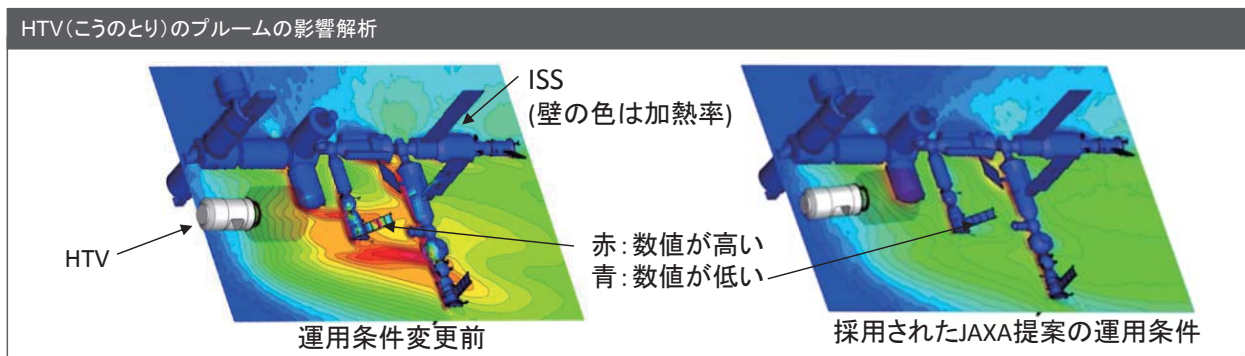 HTV(こうのとり)のプルームの影響解析
ISS
(壁の色は加熱率)
HTV
赤：数値が高い
青：数値が低い
運用条件変更前
採用されたJAXA提案の運用条件